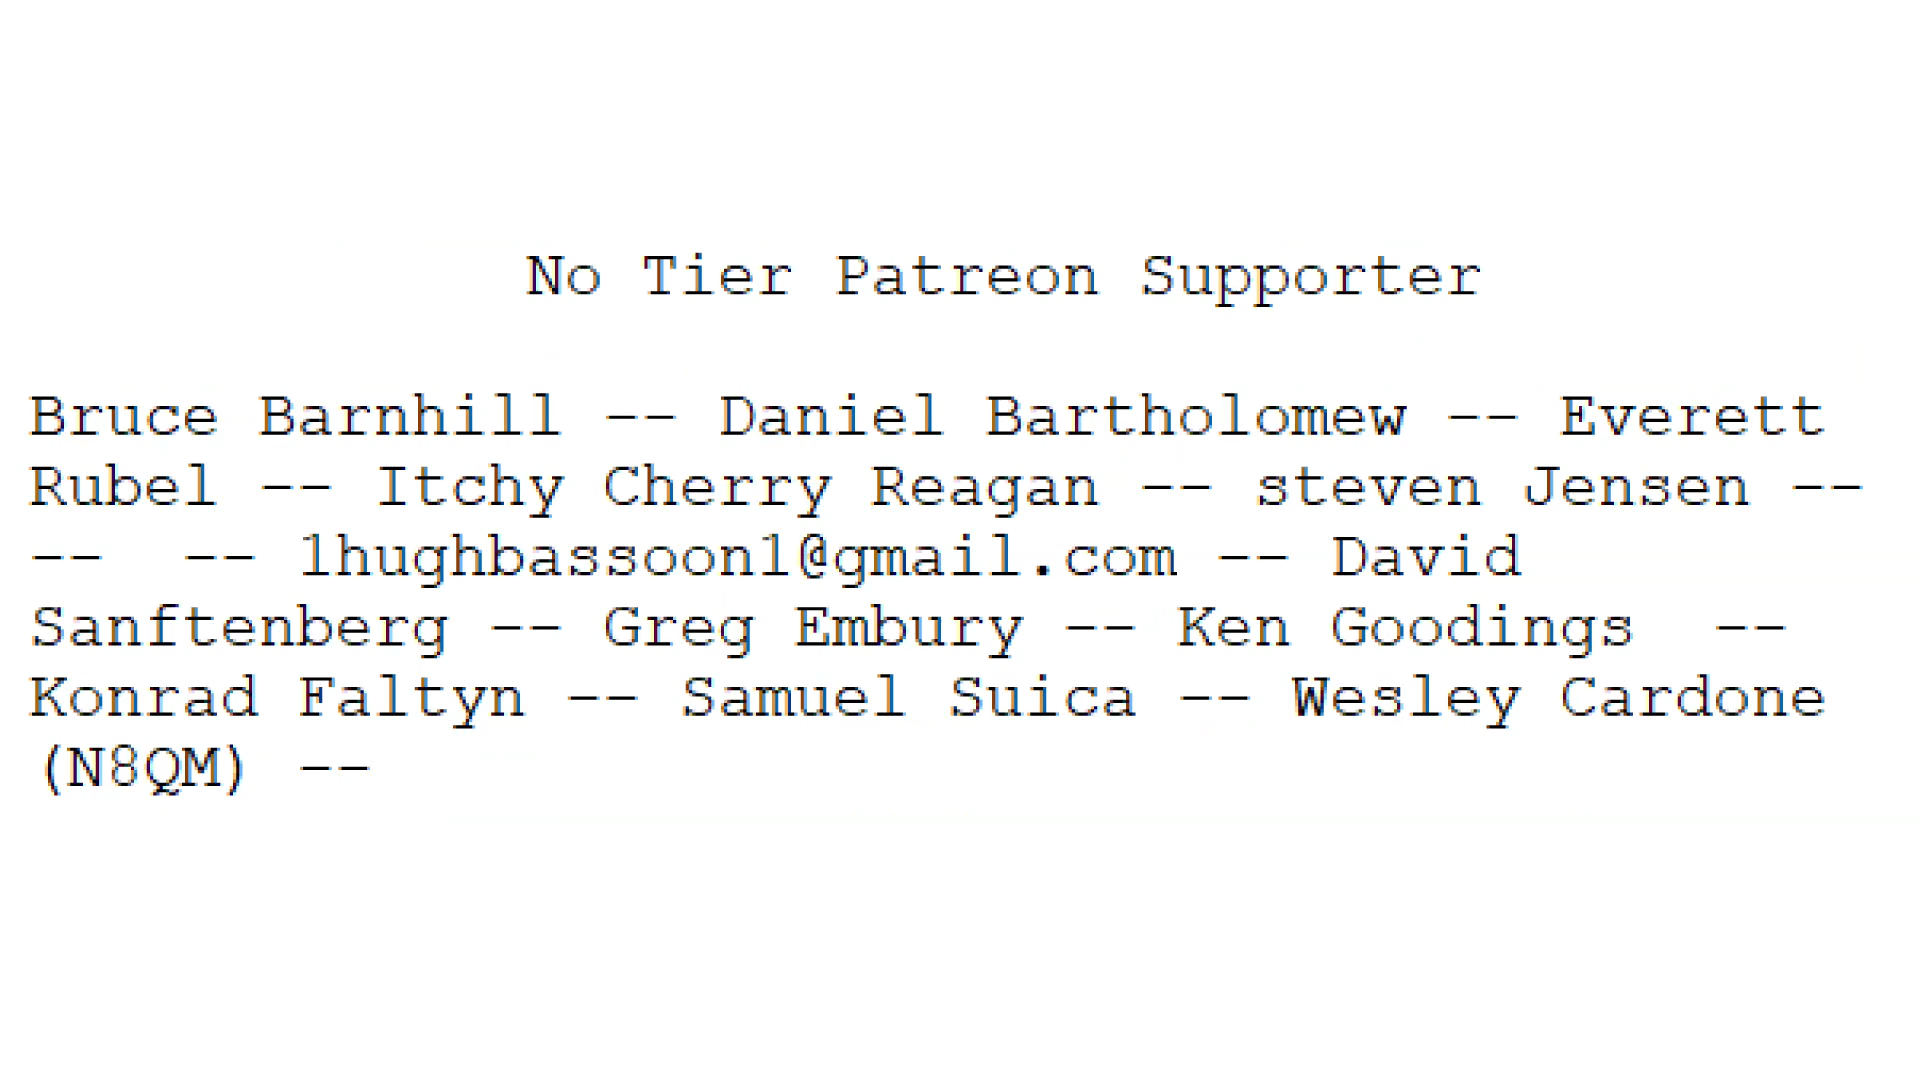 No Tier Patreon Supporter
Bruce Barnhill -- Daniel Bartholomew -- Everett
Rubel -- Itchy Cherry Reagan -- steven Jensen --
--  -- 1hughbassoon1@gmail.com -- David
Sanftenberg -- Greg Embury -- Ken Goodings  --
Konrad Faltyn -- Samuel Suica -- Wesley Cardone
(N8QM) --